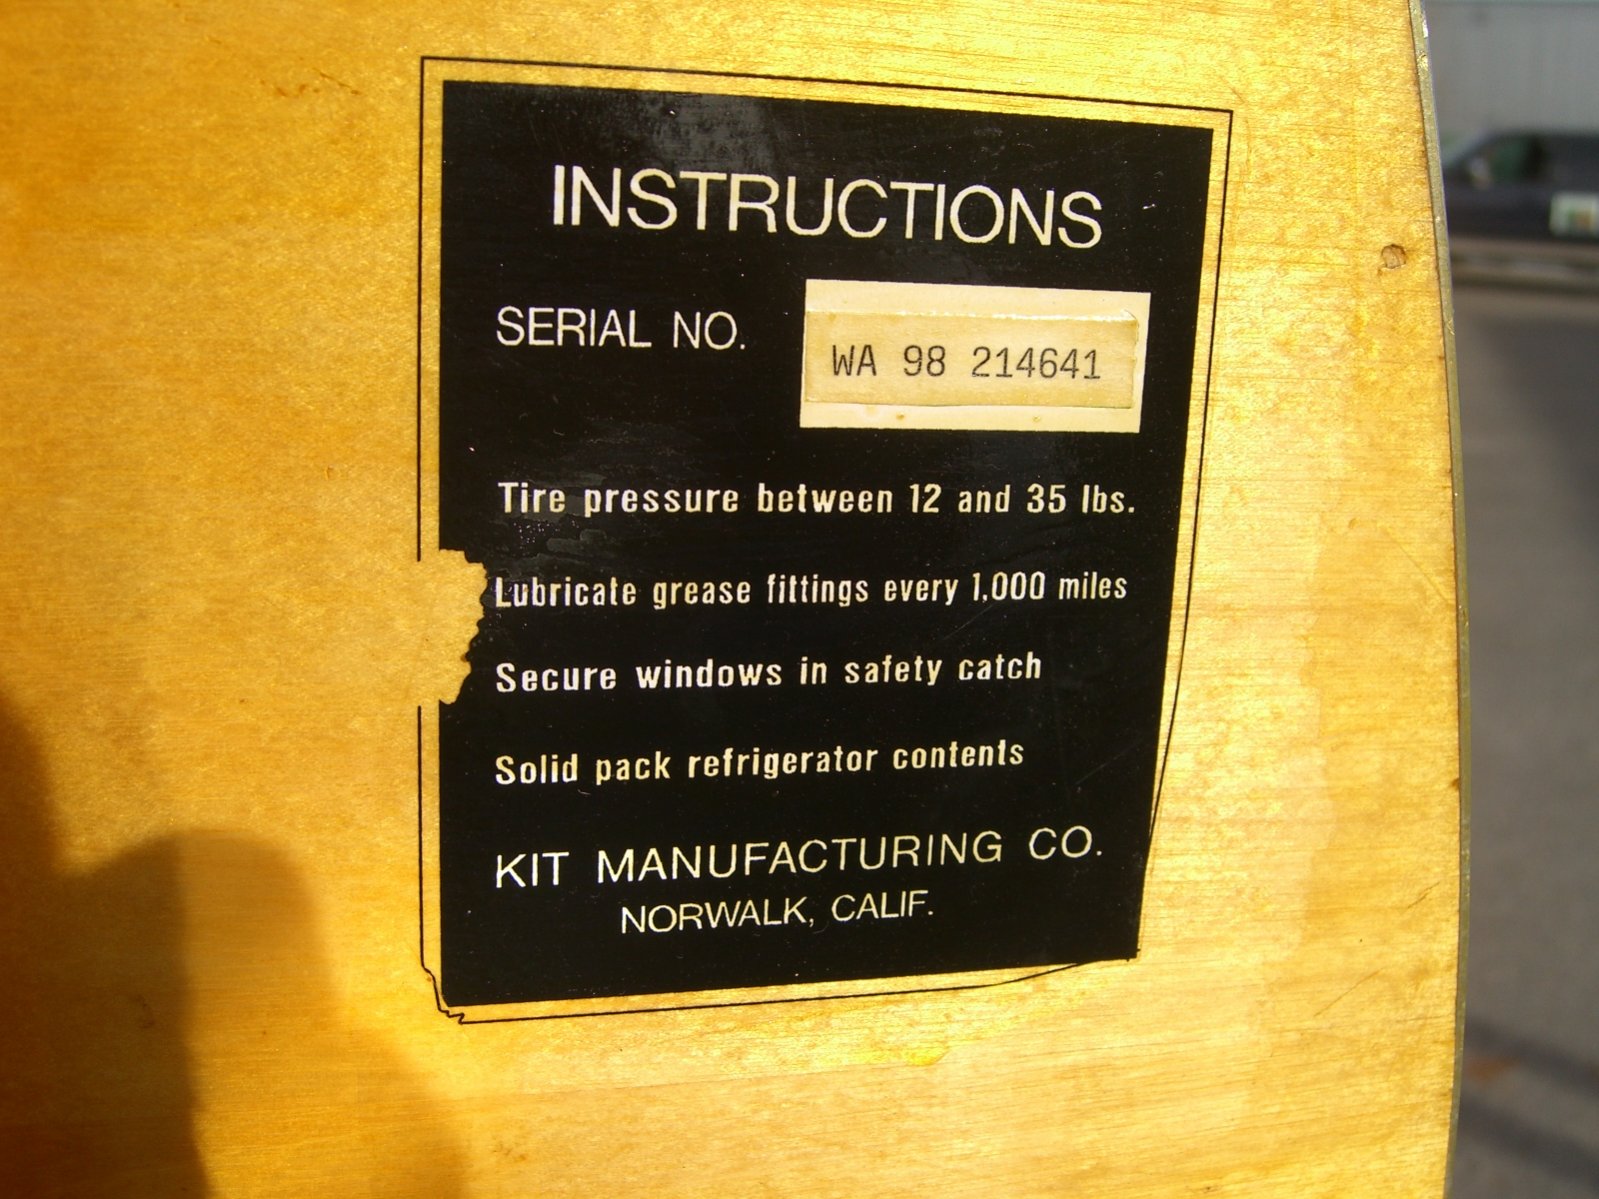 INSTRUCTIONS
SERIAL NO. WA 98 214641
Tire pressure between 12 and 35 lbs.
Lubricate grease fittings every 1,000 miles
Secure windows in safety catch
Solid pack refrigerator contents
KIT MANUFACTURING CO.
NORWALK, CALIF.